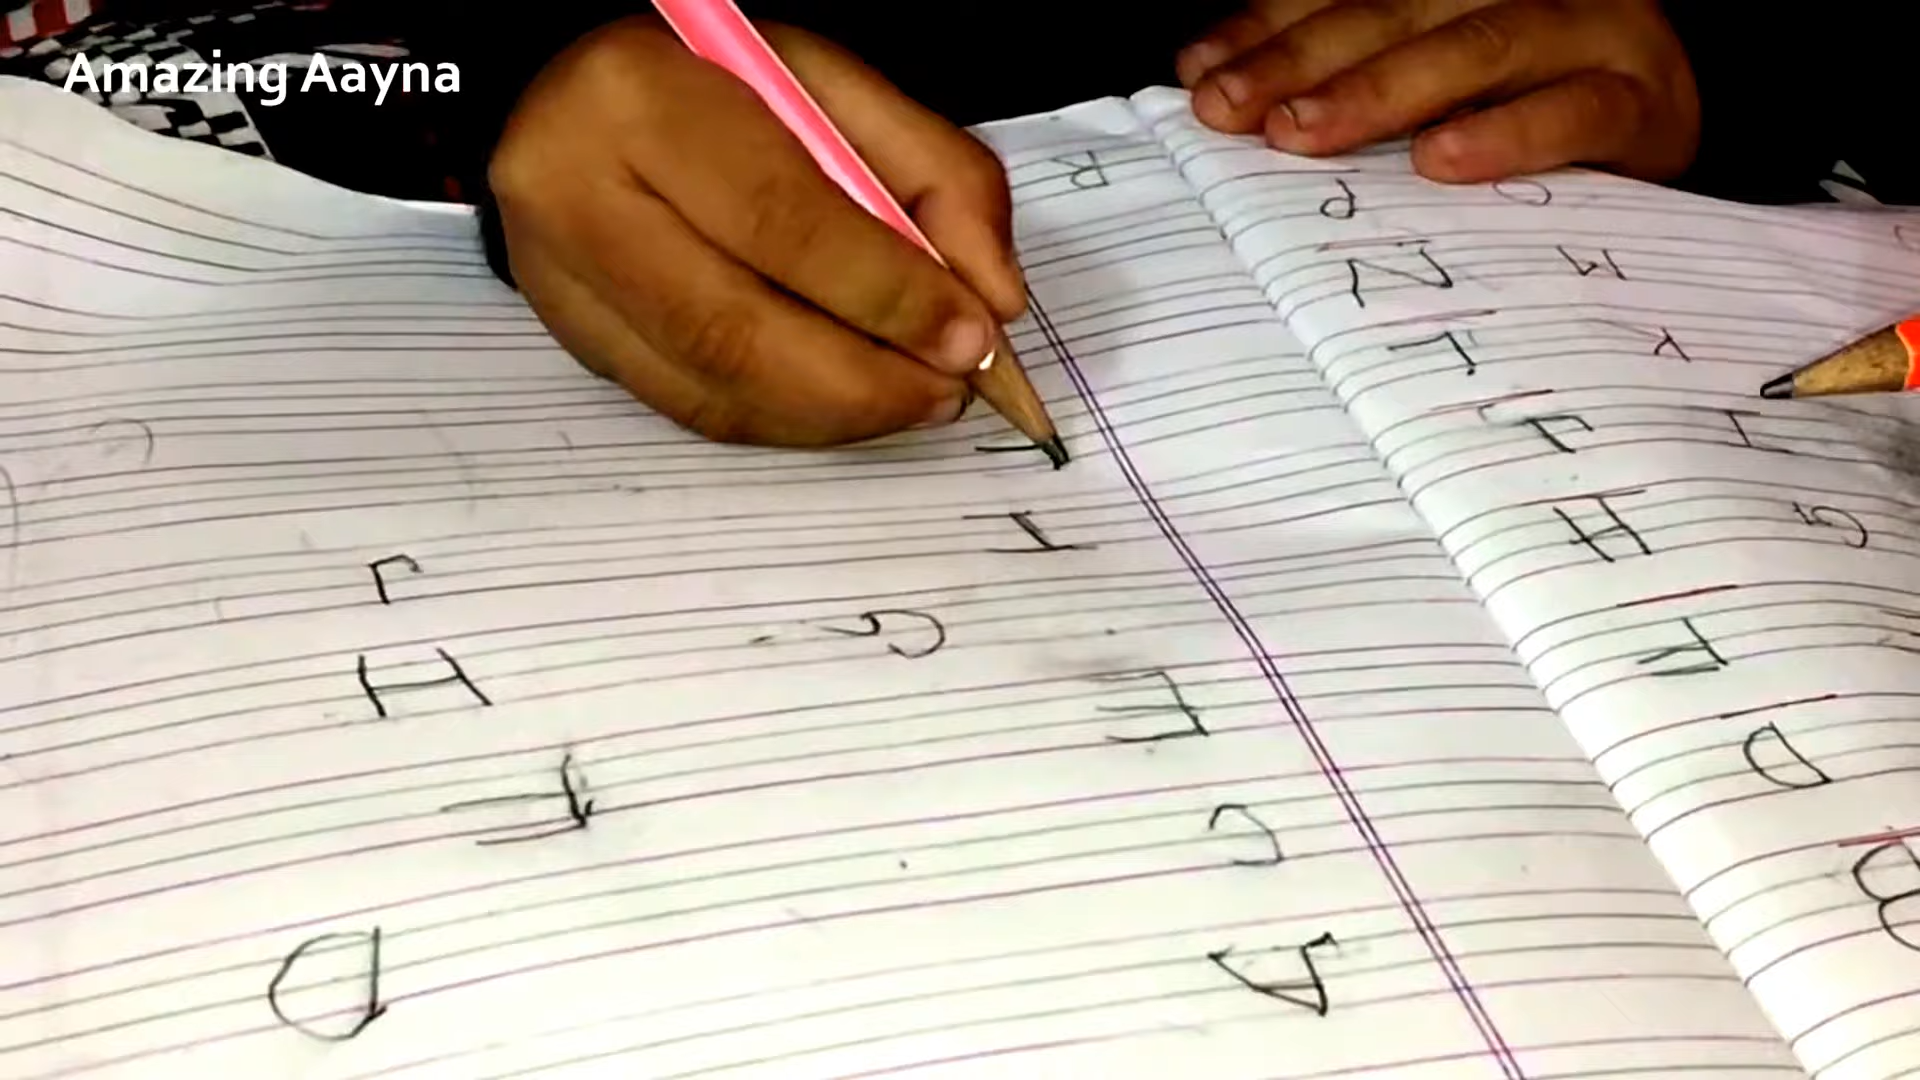 Amazing Aayna
B
D
F
G H
I J
K L
M N
O P
R
A
C D
E F
G H
I J